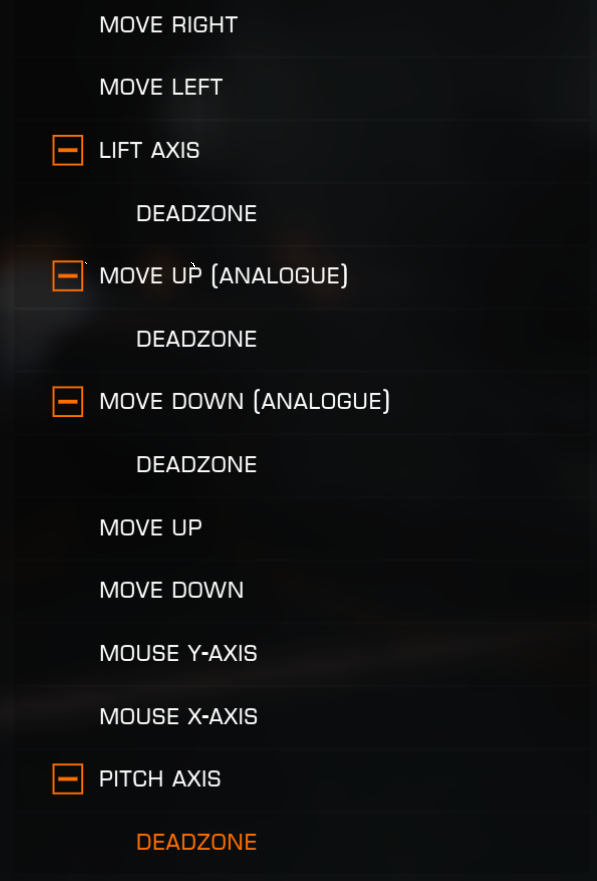 MOVE RIGHT
MOVE LEFT
LIFT AXIS
DEADZONE
MOVE UP (ANALOGUE)
DEADZONE
MOVE DOWN (ANALOGUE)
DEADZONE
MOVE UP
MOVE DOWN
MOUSE Y-AXIS
MOUSE X-AXIS
PITCH AXIS
DEADZONE